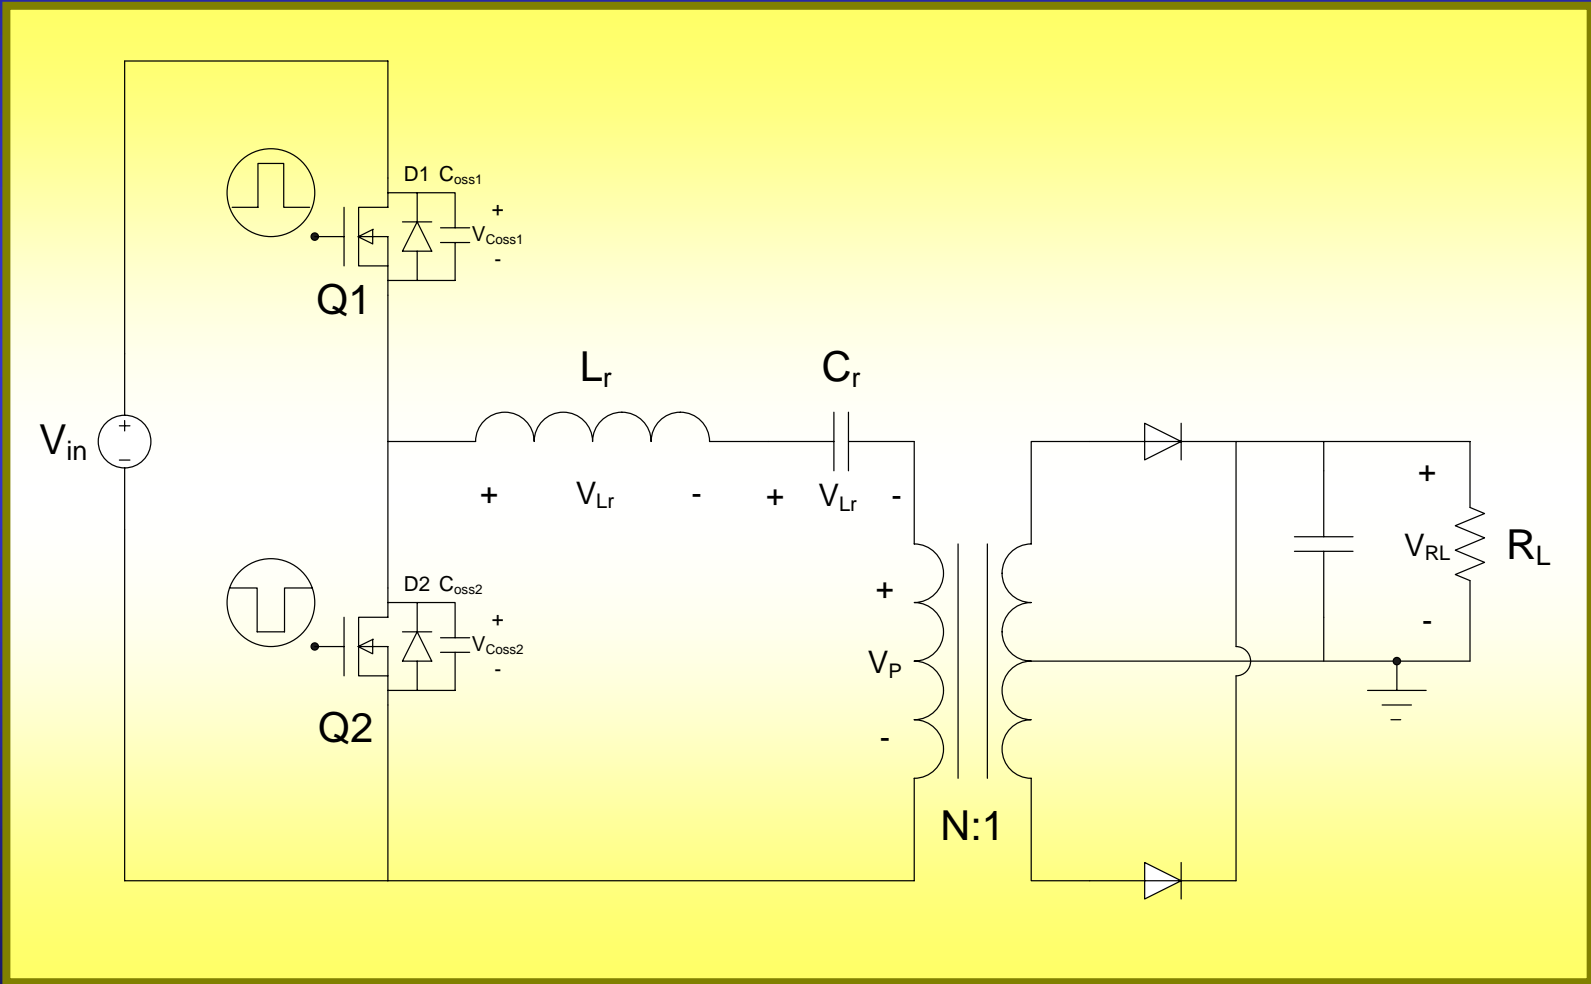 D1 Coss1
+
VCoss1
-
Q1
Lr
Cr
Vin
+
−
+ VLr -
+ VLr -
+
VRL
-
RL
D2 Coss2
+
VCoss2
-
Q2
+
VP
-
N:1